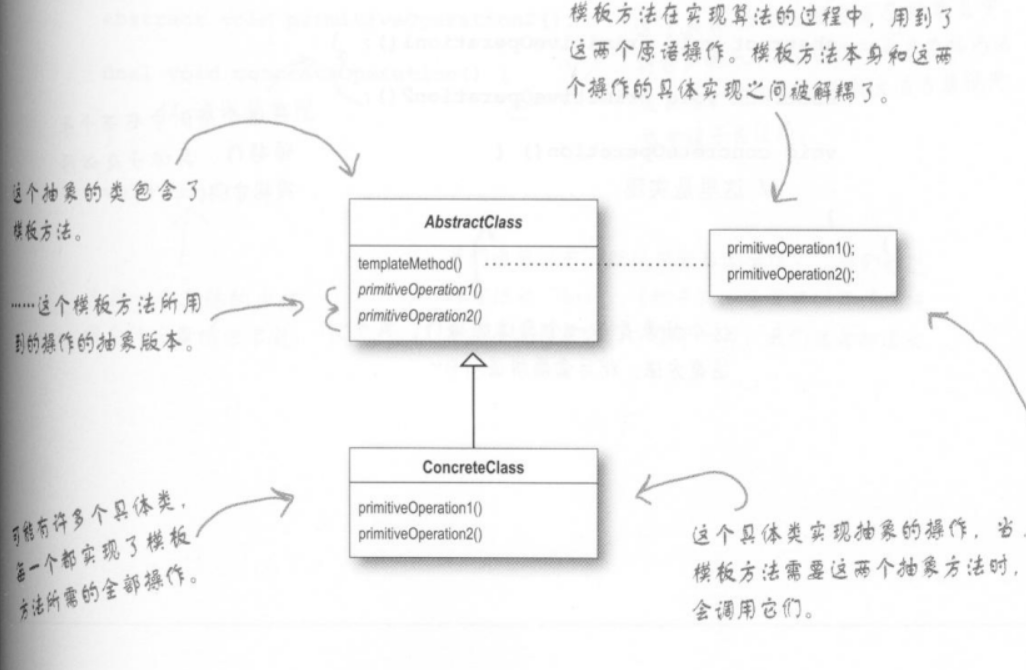 模板方法在实现算法的过程中，用到了
这两个原语操作。模板方法本身和这两
个操作的具体实现之间被解耦了。
这个抽象的类包含了
模板方法。
AbstractClass
templateMethod()
primitiveOperation1()
primitiveOperation2()
primitiveOperation1();
primitiveOperation2();
……这个模板方法所用
到的操作的抽象版本。
ConcreteClass
primitiveOperation1()
primitiveOperation2()
可能有许多个具体类，
每一个都实现了模板
方法所需的全部操作。
这个具体类实现抽象的操作，当
模板方法需要这两个抽象方法时，
会调用它们。